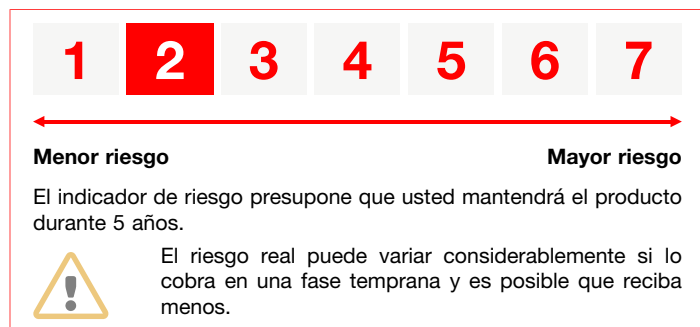 1 2 3 4 5 6 7
Menor riesgo Mayor riesgo
El indicador de riesgo presupone que usted mantendrá el producto
durante 5 años.
El riesgo real puede variar considerablemente si lo
cobra en una fase temprana y es posible que reciba
menos.